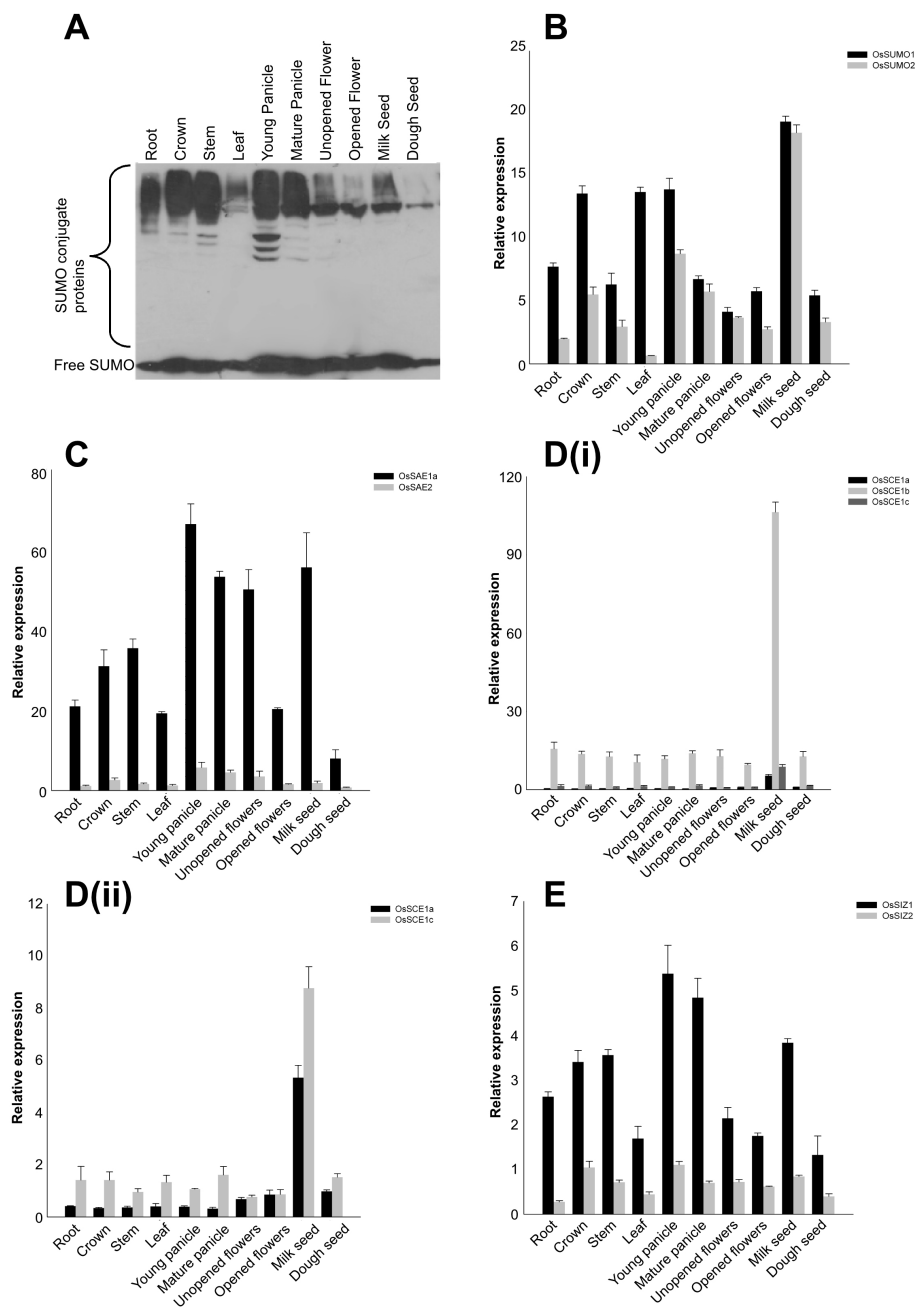 A
Root
Crown
Stem
Leaf
Young Panicle
Mature Panicle
Unopened Flower
Opened Flower
Milk Seed
Dough Seed
SUMO conjugate
proteins
Free SUMO
B
OsSUMO1
OsSUMO2
Relative expression
25
20
15
10
5
0
Root
Crown
Stem
Leaf
Young panicle
Mature panicle
Unopened flowers
Opened flowers
Milk seed
Dough seed
C
OsSAE1a
OsSAE2
Relative expression
80
60
40
20
0
Root
Crown
Stem
Leaf
Young panicle
Mature panicle
Unopened flowers
Opened flowers
Milk seed
Dough seed
D(i)
OsSCE1a
OsSCE1b
OsSCE1c
Relative expression
120
90
60
30
0
Root
Crown
Stem
Leaf
Young panicle
Mature panicle
Unopened flowers
Opened flowers
Milk seed
Dough seed
D(ii)
OsSCE1a
OsSCE1c
Relative expression
12
10
8
6
4
2
0
Root
Crown
Stem
Leaf
Young panicle
Mature panicle
Unopened flowers
Opened flowers
Milk seed
Dough seed
E
OsSIZ1
OsSIZ2
Relative expression
7
6
5
4
3
2
1
0
Root
Crown
Stem
Leaf
Young panicle
Mature panicle
Unopened flowers
Opened flowers
Milk seed
Dough seed